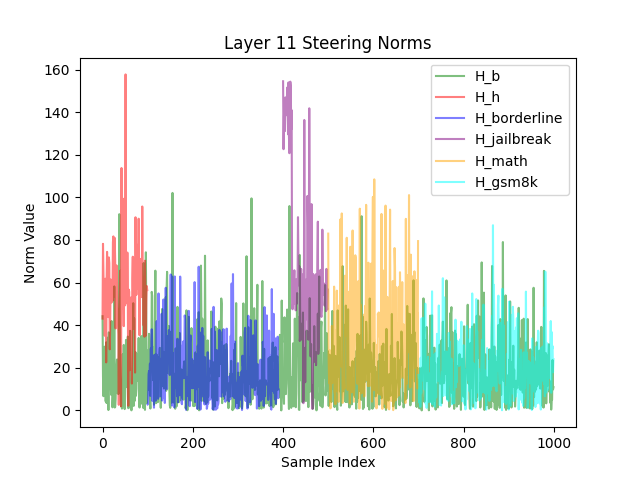 Layer 11 Steering Norms
160
140
120
100
80
60
40
20
0
Norm Value
0
200
400
600
800
1000
Sample Index
H_b
H_h
H_borderline
H_jailbreak
H_math
H_gsm8k